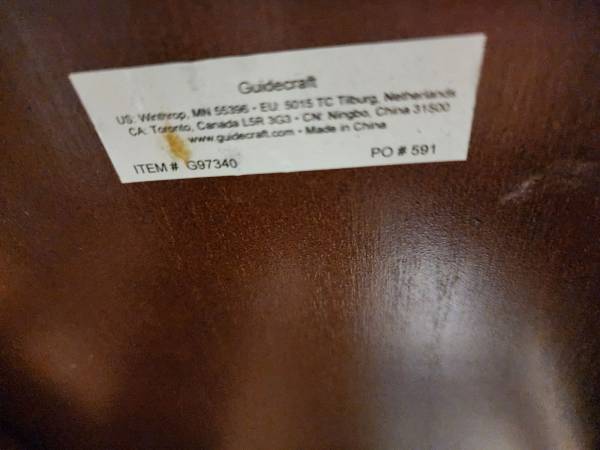 Guidecraft
US: Winthrop, MN 55396 - EU: 5015 TC Tilburg, Netherlands
CA: Toronto, Canada L5R 3G3 - CN: Ningbo, China 31500
www.guidecraft.com - Made in China
ITEM # G97340 PO # 591